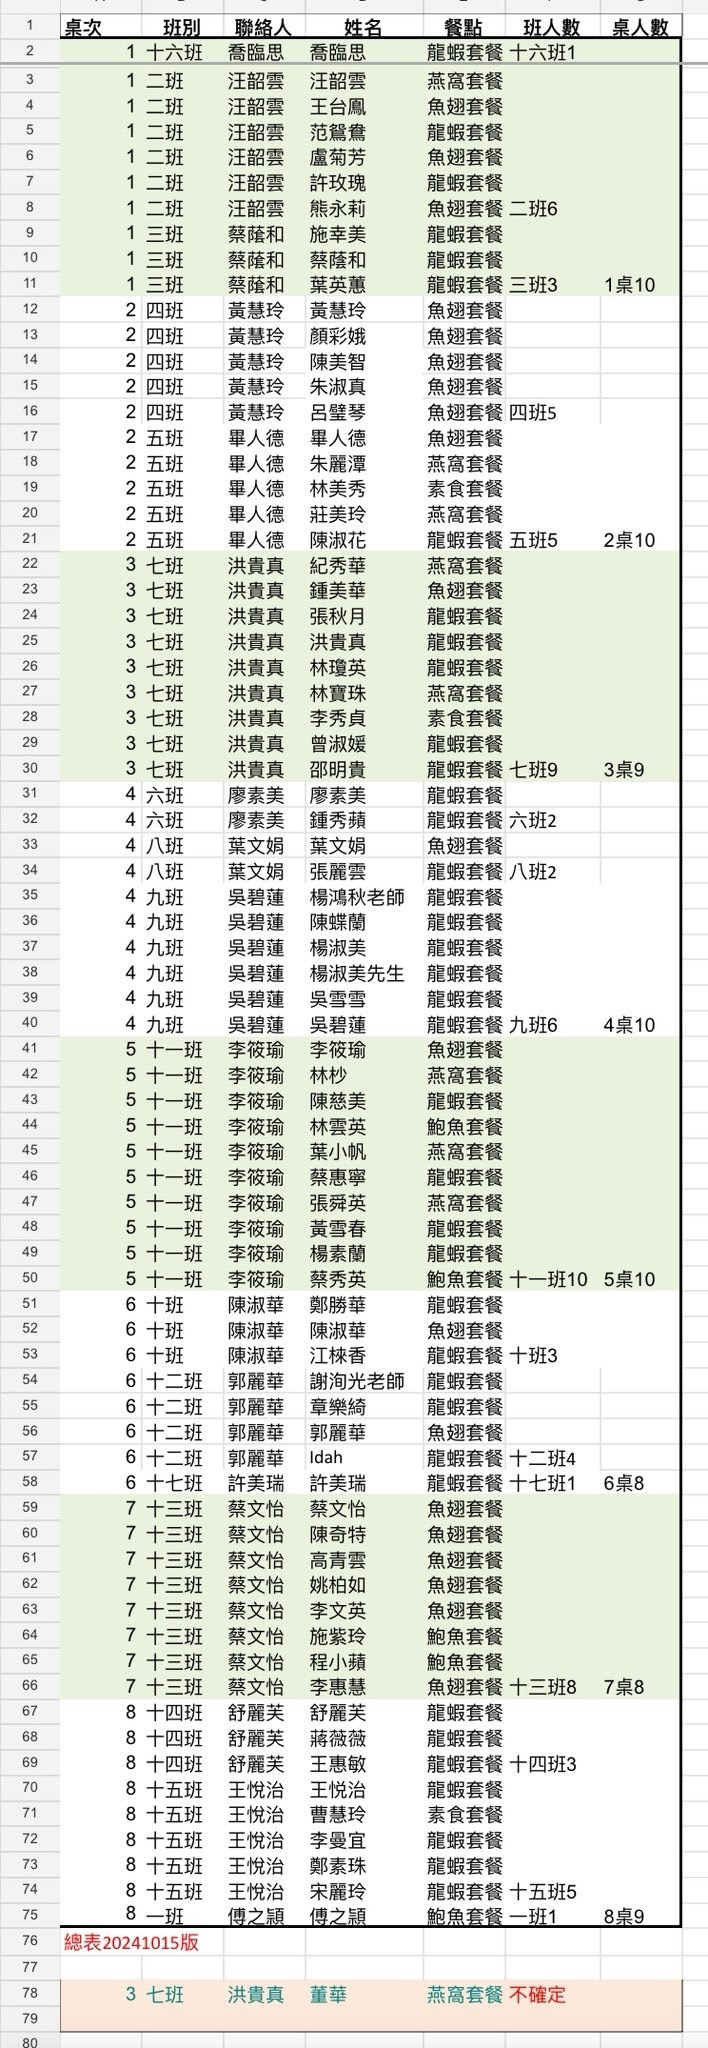 1 桌次 班別 聯絡人 姓名 餐點 班人數 桌人數
2 1 十六班 喬臨思 喬臨思 龍蝦套餐 十六班1
3 1 二班 汪韶雲 汪韶雲 燕窩套餐
4 1 二班 汪韶雲 王台鳳 魚翅套餐
5 1 二班 汪韶雲 范鴛鴦 龍蝦套餐
6 1 二班 汪韶雲 盧菊芳 魚翅套餐
7 1 二班 汪韶雲 許玫瑰 龍蝦套餐
8 1 二班 汪韶雲 熊永莉 魚翅套餐 二班6
9 1 三班 蔡蔭和 施幸美 龍蝦套餐
10 1 三班 蔡蔭和 蔡蔭和 龍蝦套餐
11 1 三班 蔡蔭和 葉英蕙 龍蝦套餐 三班3 1桌10
12 2 四班 黃慧玲 黃慧玲 魚翅套餐
13 2 四班 黃慧玲 顏彩娥 魚翅套餐
14 2 四班 黃慧玲 陳美智 魚翅套餐
15 2 四班 黃慧玲 朱淑真 魚翅套餐
16 2 四班 黃慧玲 呂璧琴 魚翅套餐 四班5
17 2 五班 畢人德 畢人德 魚翅套餐
18 2 五班 畢人德 朱麗潭 燕窩套餐
19 2 五班 畢人德 林美秀 素食套餐
20 2 五班 畢人德 莊美玲 燕窩套餐
21 2 五班 畢人德 陳淑花 龍蝦套餐 五班5 2桌10
22 3 七班 洪貴真 紀秀華 燕窩套餐
23 3 七班 洪貴真 鍾美華 魚翅套餐
24 3 七班 洪貴真 張秋月 龍蝦套餐
25 3 七班 洪貴真 洪貴真 龍蝦套餐
26 3 七班 洪貴真 林瓊英 龍蝦套餐
27 3 七班 洪貴真 林寶珠 燕窩套餐
28 3 七班 洪貴真 李秀貞 素食套餐
29 3 七班 洪貴真 曾淑媛 龍蝦套餐
30 3 七班 洪貴真 邵明貴 龍蝦套餐 七班9 3桌9
31 4 六班 廖素美 廖素美 龍蝦套餐
32 4 六班 廖素美 鍾秀蘋 龍蝦套餐 六班2
33 4 八班 葉文娟 葉文娟 魚翅套餐
34 4 八班 葉文娟 張麗雲 龍蝦套餐 八班2
35 4 九班 吳碧蓮 楊鴻秋老師 龍蝦套餐
36 4 九班 吳碧蓮 陳蝶蘭 龍蝦套餐
37 4 九班 吳碧蓮 楊淑美 龍蝦套餐
38 4 九班 吳碧蓮 楊淑美先生 龍蝦套餐
39 4 九班 吳碧蓮 吳雪雪 龍蝦套餐
40 4 九班 吳碧蓮 吳碧蓮 龍蝦套餐 九班6 4桌10
41 5 十一班 李筱瑜 李筱瑜 魚翅套餐
42 5 十一班 李筱瑜 林杪 燕窩套餐
43 5 十一班 李筱瑜 陳慈美 龍蝦套餐
44 5 十一班 李筱瑜 林雲英 鮑魚套餐
45 5 十一班 李筱瑜 葉小帆 燕窩套餐
46 5 十一班 李筱瑜 蔡惠寧 龍蝦套餐
47 5 十一班 李筱瑜 張舜英 燕窩套餐
48 5 十一班 李筱瑜 黃雪春 龍蝦套餐
49 5 十一班 李筱瑜 楊素蘭 龍蝦套餐
50 5 十一班 李筱瑜 蔡秀英 鮑魚套餐 十一班10 5桌10
51 6 十班 陳淑華 鄭勝華 龍蝦套餐
52 6 十班 陳淑華 陳淑華 魚翅套餐
53 6 十班 陳淑華 江棶香 龍蝦套餐 十班3
54 6 十二班 郭麗華 謝洵光老師 龍蝦套餐
55 6 十二班 郭麗華 章樂綺 龍蝦套餐
56 6 十二班 郭麗華 郭麗華 魚翅套餐
57 6 十二班 郭麗華 Idah 龍蝦套餐 十二班4
58 6 十七班 許美瑞 許美瑞 龍蝦套餐 十七班1 6桌8
59 7 十三班 蔡文怡 蔡文怡 魚翅套餐
60 7 十三班 蔡文怡 陳奇特 魚翅套餐
61 7 十三班 蔡文怡 高青雲 魚翅套餐
62 7 十三班 蔡文怡 姚柏如 魚翅套餐
63 7 十三班 蔡文怡 李文英 魚翅套餐
64 7 十三班 蔡文怡 施紫玲 鮑魚套餐
65 7 十三班 蔡文怡 程小蘋 鮑魚套餐
66 7 十三班 蔡文怡 李惠慧 魚翅套餐 十三班8 7桌8
67 8 十四班 舒麗芙 舒麗芙 龍蝦套餐
68 8 十四班 舒麗芙 蔣薇薇 龍蝦套餐
69 8 十四班 舒麗芙 王惠敏 龍蝦套餐 十四班3
70 8 十五班 王悅治 王悦治 龍蝦套餐
71 8 十五班 王悅治 曹慧玲 素食套餐
72 8 十五班 王悅治 李曼宜 龍蝦套餐
73 8 十五班 王悅治 鄭素珠 龍蝦套餐
74 8 十五班 王悅治 宋麗玲 龍蝦套餐 十五班5
75 8 一班 傅之穎 傅之穎 鮑魚套餐 一班1 8桌9
76 總表20241015版
77
78 3 七班 洪貴真 董華 燕窩套餐 不確定
79
80